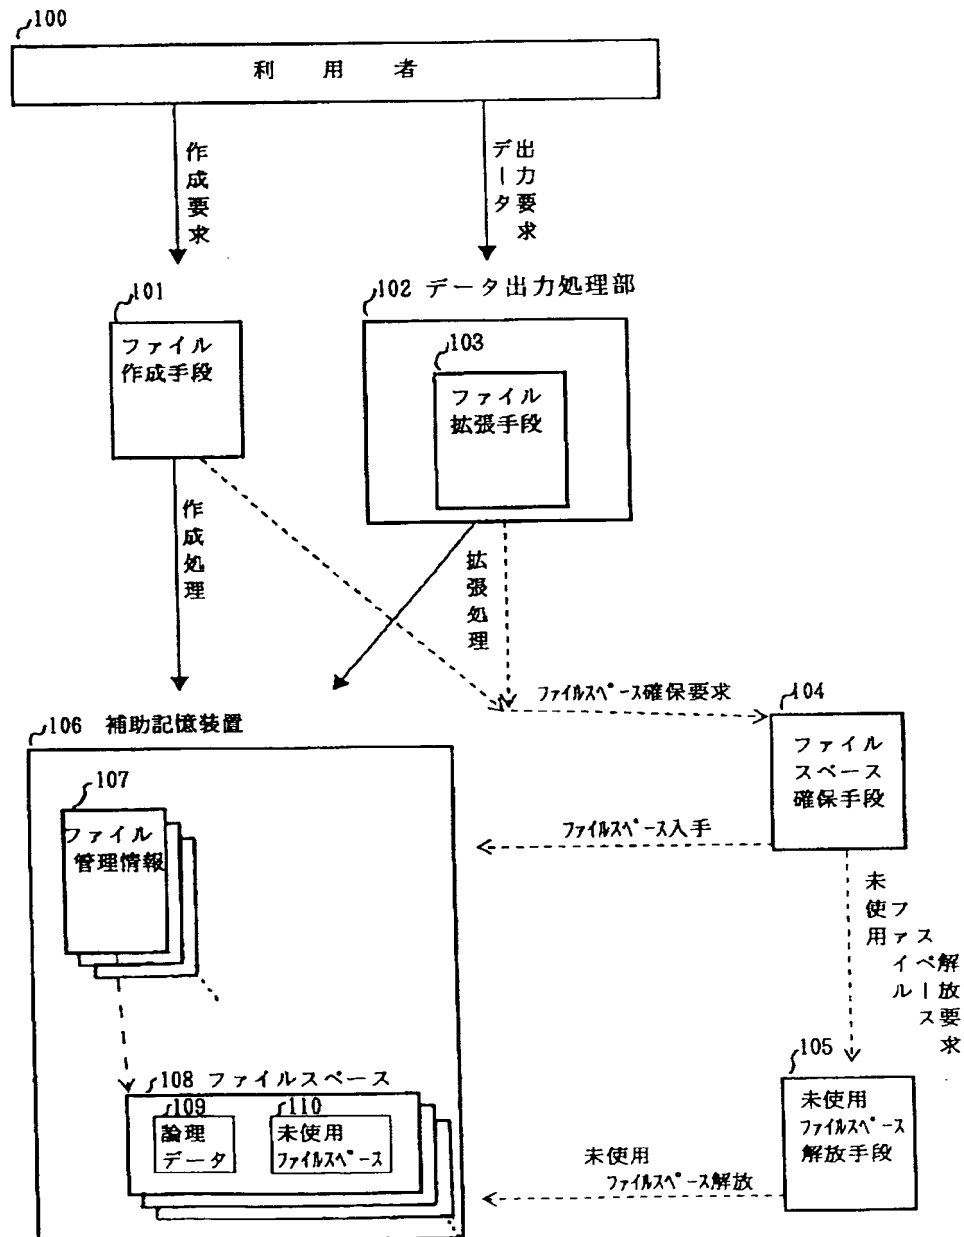 100
利用者
作成要求
データ
出力要求
101
ファイル
作成手段
102 データ出力処理部
103
ファイル
拡張手段
作成処理
拡張処理
ファイルスペース確保要求
104
ファイル
スペース
確保手段
106 補助記憶装置
107
ファイル
管理情報
ファイルスペース入手
未使用
ファイル
スペース
解放要求
108 ファイルスペース
109
論理
データ
110
未使用
ファイルスペース
105
未使用
ファイルスペース
解放手段
未使用
ファイルスペース解放